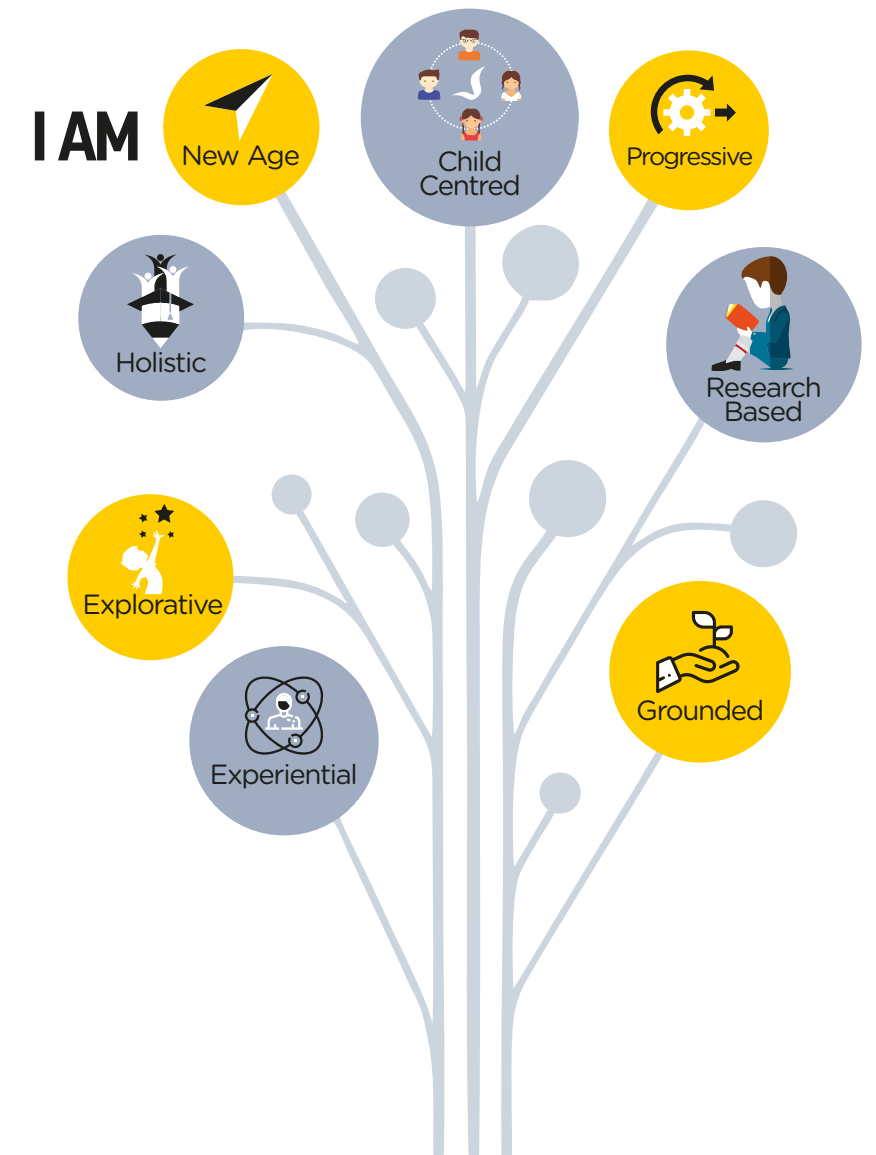 I AM
New Age
Child
Centred
Progressive
Holistic
Research
Based
Explorative
Grounded
Experiential